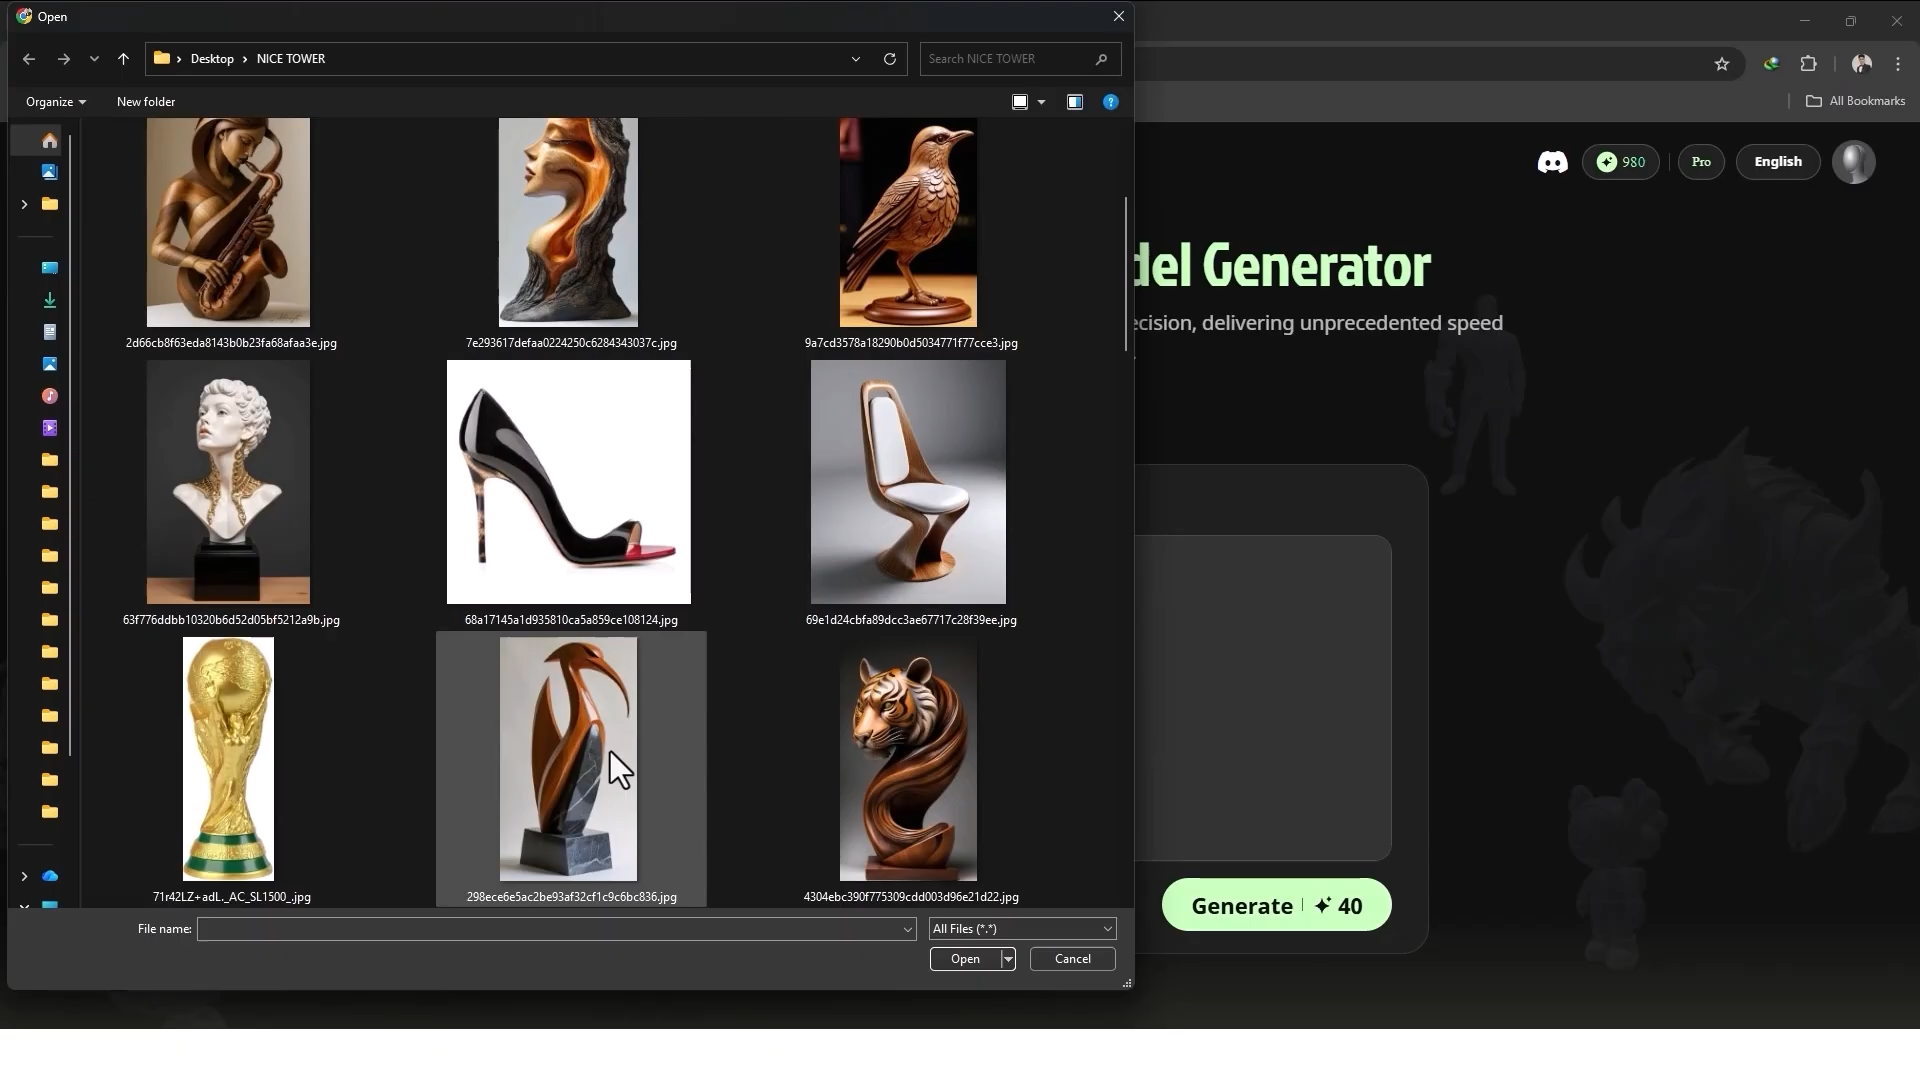 Open
Desktop
NICE TOWER
Search NICE TOWER
Organize
New folder
All Bookmarks
980
Pro
English
del Generator
ecision, delivering unprecedented speed
2d66cb8f63eda8143b0b23fa68afaa3e.jpg
7e293617defaa0224250c6284343037c.jpg
9a7cd3578a18290b0d5034771f77cce3.jpg
63f776ddbb10320b6d52d05bf5212a9b.jpg
68a17145a1d935810ca5a859ce108124.jpg
69e1d24cbfa89dcc3ae67717c28f39ee.jpg
71r42LZ+adL._AC_SL1500_.jpg
298ece6e5ac2be93af32cf1c9c6bc836.jpg
4304ebc390f775309cdd003d96e21d22.jpg
Generate
40
File name:
All Files (*.*)
Open
Cancel